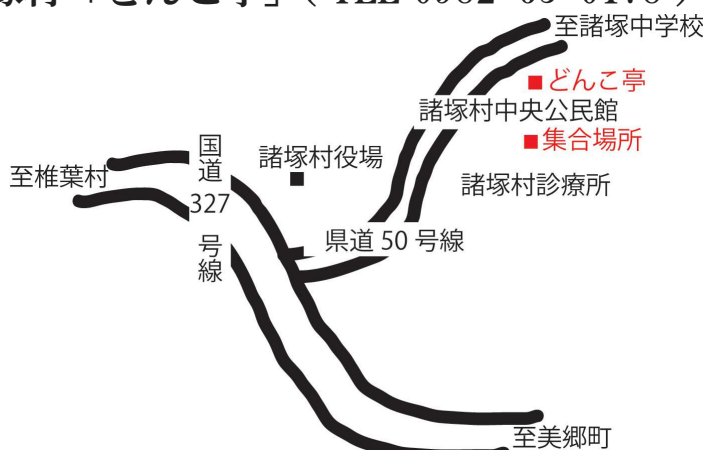 至諸塚中学校
■どんこ亭
諸塚村中央公民館
■集合場所
諸塚村診療所
諸塚村役場
国道
327
号線
至椎葉村
県道50号線
至美郷町